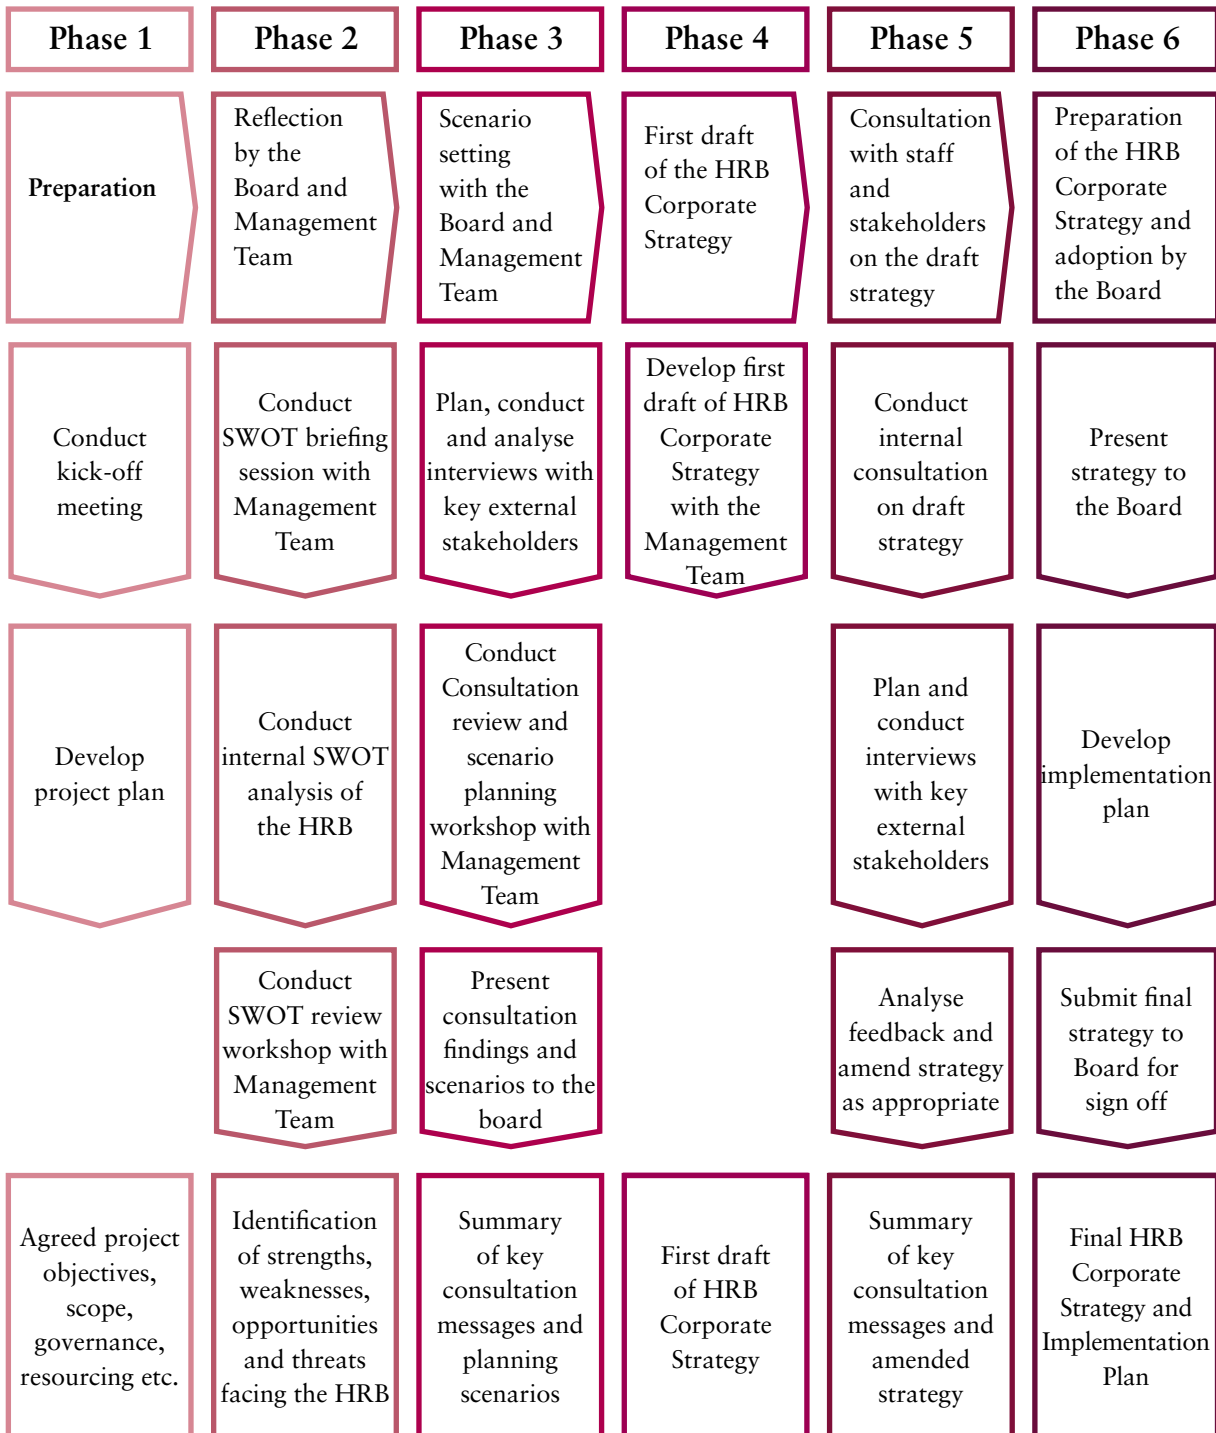 Phase 1
Phase 2
Phase 3
Phase 4
Phase 5
Phase 6
Preparation
Reflection
by the
Board and
Management
Team
Scenario
setting
with the
Board and
Management
Team
First draft
of the HRB
Corporate
Strategy
Consultation
with staff
and
stakeholders
on the draft
strategy
Preparation
of the HRB
Corporate
Strategy and
adoption by
the Board
Conduct
kick-off
meeting
Conduct
SWOT briefing
session with
Management
Team
Plan, conduct
and analyse
interviews with
key external
stakeholders
Develop first
draft of HRB
Corporate
Strategy
with the
Management
Team
Conduct
internal
consultation
on draft
strategy
Present
strategy to
the Board
Develop
project plan
Conduct
internal SWOT
analysis of
the HRB
Conduct
Consultation
review and
scenario
planning
workshop with
Management
Team
Plan and
conduct
interviews
with key
external
stakeholders
Develop
implementation
plan
Conduct
SWOT review
workshop with
Management
Team
Present
consultation
findings and
scenarios to the
board
Analyse
feedback and
amend strategy
as appropriate
Submit final
strategy to
Board for
sign off
Agreed project
objectives,
scope,
governance,
resourcing etc.
Identification
of strengths,
weaknesses,
opportunities
and threats
facing the HRB
Summary
of key
consultation
messages and
planning
scenarios
First draft
of HRB
Corporate
Strategy
Summary
of key
consultation
messages and
amended
strategy
Final HRB
Corporate
Strategy and
Implementation
Plan